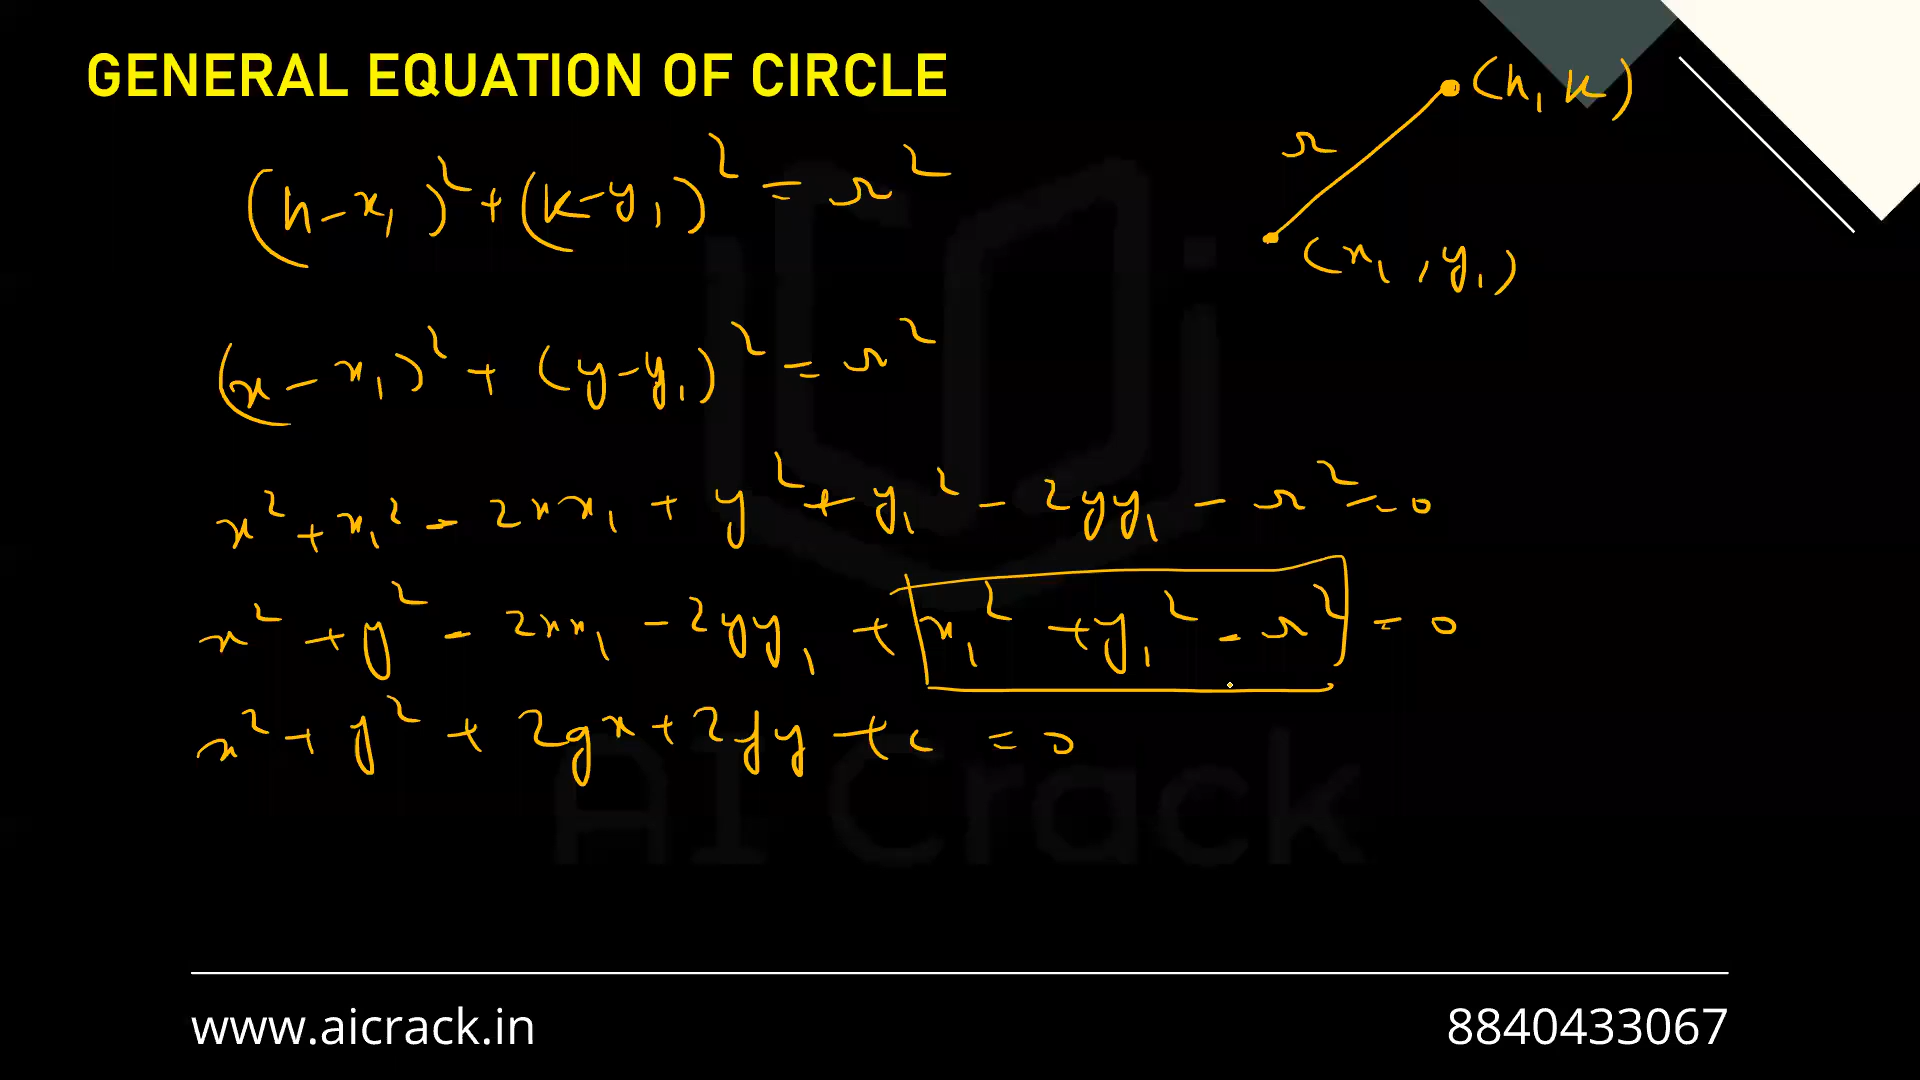 GENERAL EQUATION OF CIRCLE
(h, k)
r
(x₁, y₁)
(h-x₁)² + (k-y₁)² = r²
(x - x₁)² + (y-y₁)² = r²
x² + x₁² - 2xx₁ + y² + y₁² - 2yy₁ - r² = 0
x² + y² - 2xx₁ - 2yy₁ + x₁² + y₁² - r² = 0
x² + y² + 2gx + 2fy + c = 0
AI Crack
www.aicrack.in
8840433067